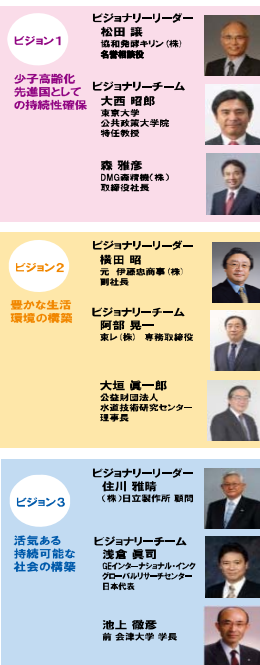 ビジョン1
少子高齢化
先進国として
の持続性確保
ビジョナリーリーダー
松田 譲
協和発酵キリン(株)
名誉相談役
ビジョナリーチーム
大西 昭郎
東京大学
公共政策大学院
特任教授
森 雅彦
DMG森精機(株)
取締役社長
ビジョン2
豊かな生活
環境の構築
ビジョナリーリーダー
横田 昭
元 伊藤忠商事(株)
副社長
ビジョナリーチーム
阿部 晃一
東レ(株) 専務取締役
大垣 眞一郎
公益財団法人
水道技術研究センター
理事長
ビジョン3
活気ある
持続可能な
社会の構築
ビジョナリーリーダー
住川 雅晴
(株)日立製作所 顧問
ビジョナリーチーム
浅倉 眞司
GEインターナショナル・インク
グローバルリサーチセンター
日本代表
池上 徹彦
前 会津大学 学長